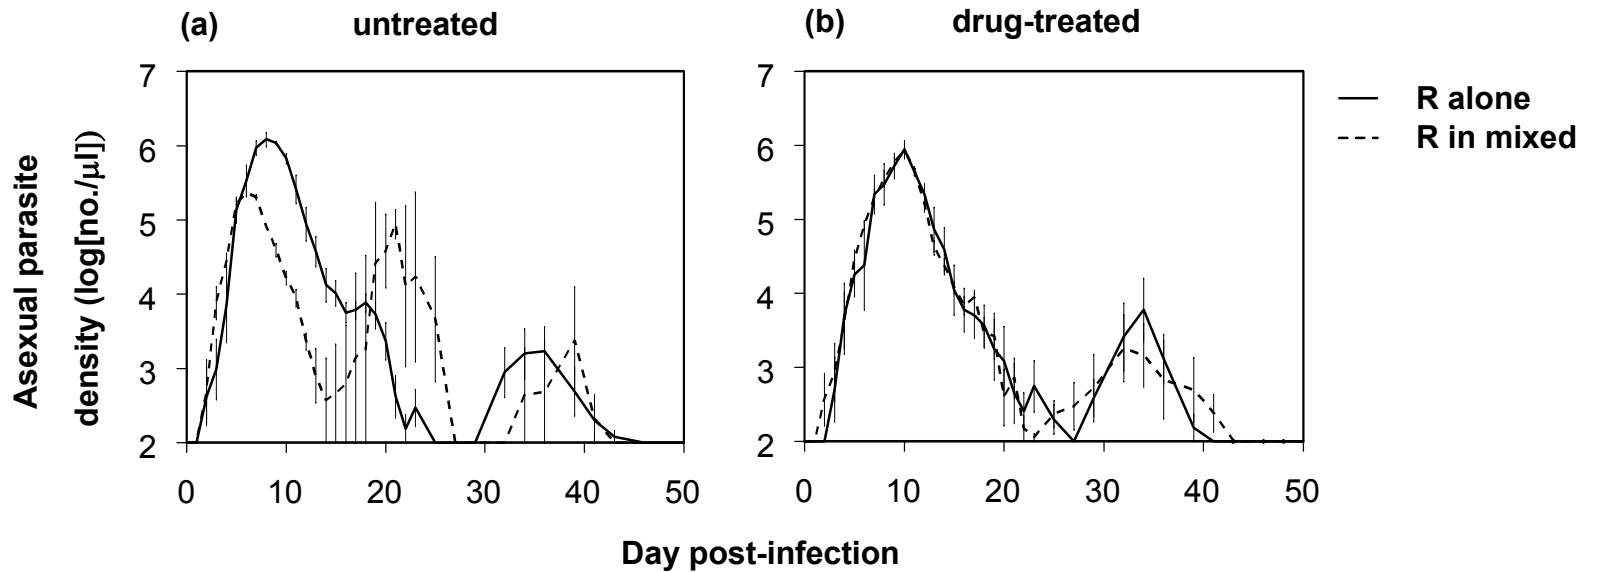 (a) untreated
(b) drug-treated
Asexual parasite
density (log[no./μl])
7
6
5
4
3
2
0 10 20 30 40 50
7
6
5
4
3
2
0 10 20 30 40 50
R alone
R in mixed
Day post-infection